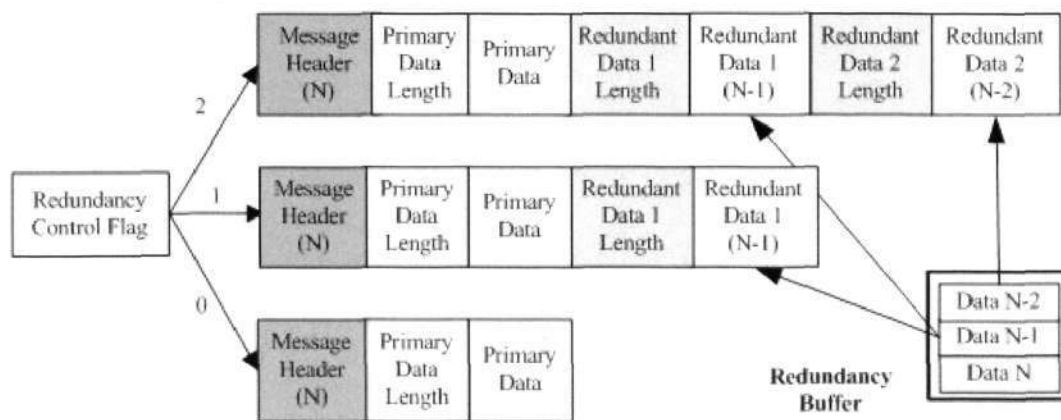 Message
Header
(N)
Primary
Data
Length
Primary
Data
Redundant
Data 1
Length
Redundant
Data 1
(N-1)
Redundant
Data 2
Length
Redundant
Data 2
(N-2)
2
Redundancy
Control Flag
1
Message
Header
(N)
Primary
Data
Length
Primary
Data
Redundant
Data 1
Length
Redundant
Data 1
(N-1)
0
Message
Header
(N)
Primary
Data
Length
Primary
Data
Data N-2
Data N-1
Data N
Redundancy
Buffer